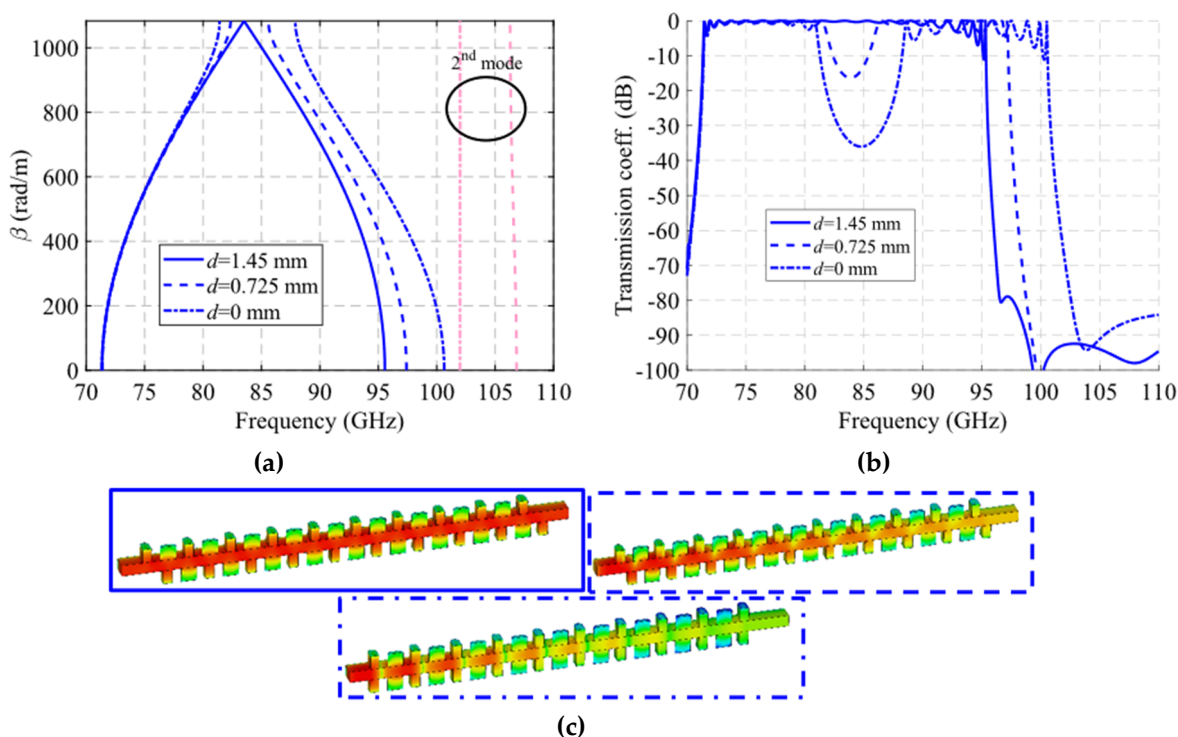 1000
800
600
400
200
0
β (rad/m)
2nd mode
d=1.45 mm
d=0.725 mm
d=0 mm
70 75 80 85 90 95 100 105 110
Frequency (GHz)
(a)
0
-10
-20
-30
-40
-50
-60
-70
-80
-90
-100
Transmission coeff. (dB)
d=1.45 mm
d=0.725 mm
d=0 mm
70 75 80 85 90 95 100 105 110
Frequency (GHz)
(b)
(c)